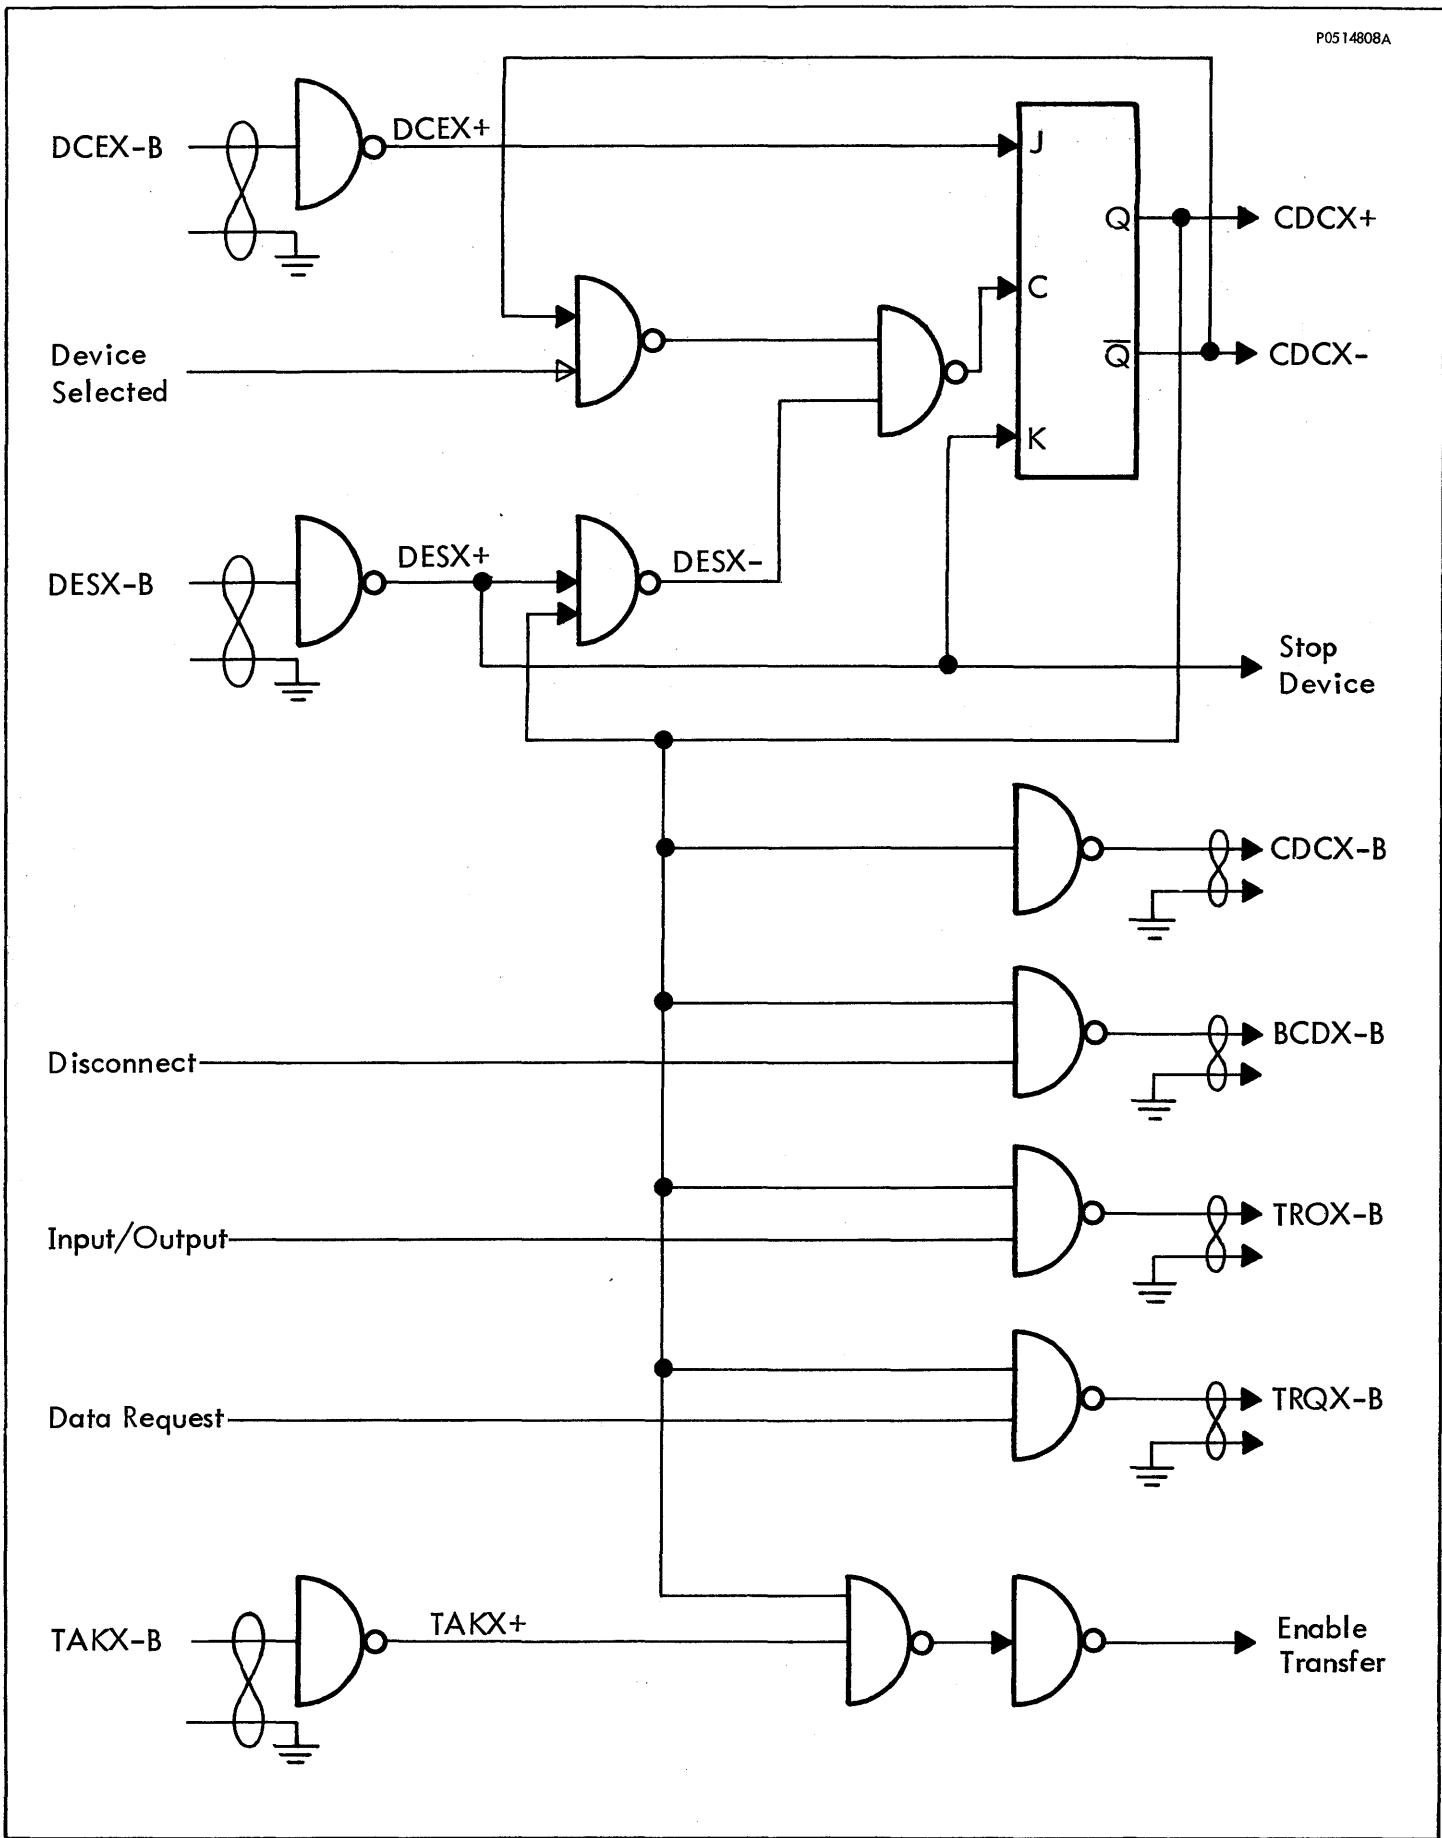 P0514808A
DCEX-B
DCEX+
J
Q
CDCX+
C
Device
Selected
Q
CDCX-
K
DESX-B
DESX+
DESX-
Stop
Device
CDCX-B
Disconnect
BCDX-B
Input/Output
TROX-B
Data Request
TRQX-B
TAKX-B
TAKX+
Enable
Transfer